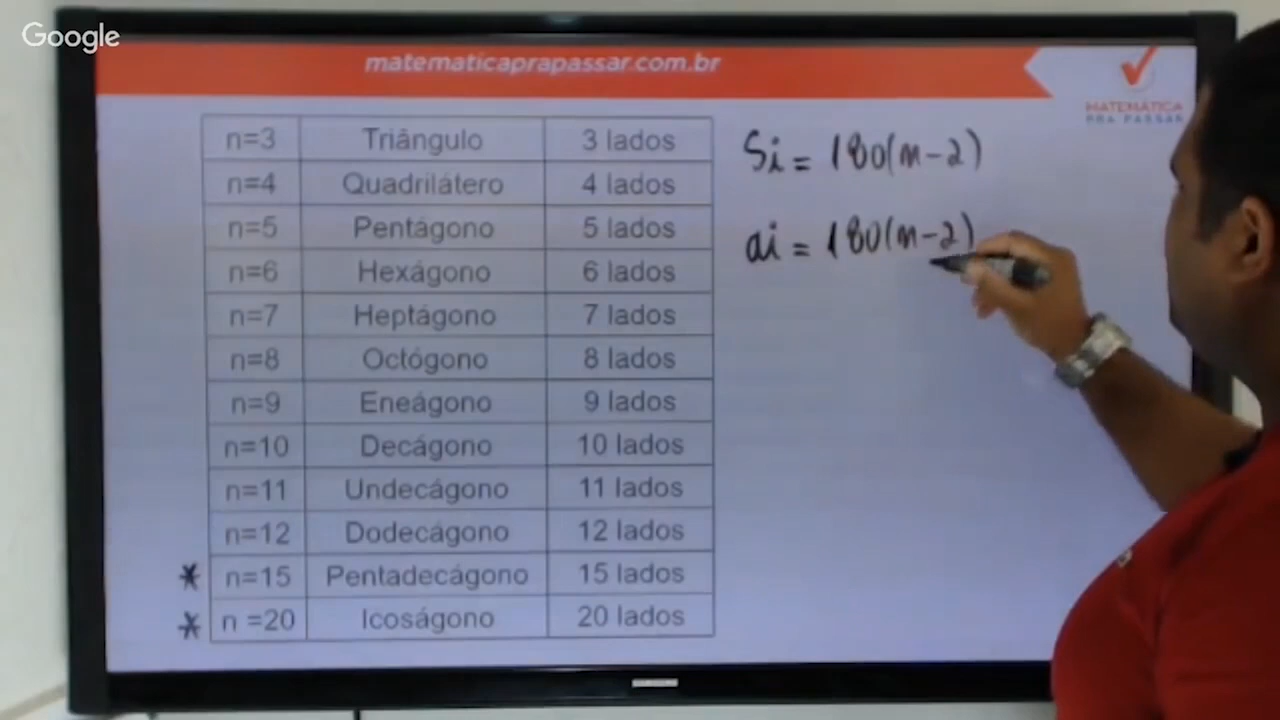 Google
matematicaprapassar.com.br
MATEMÁTICA
PRA PASSAR
n=3 Triângulo 3 lados
n=4 Quadrilátero 4 lados
n=5 Pentágono 5 lados
n=6 Hexágono 6 lados
n=7 Heptágono 7 lados
n=8 Octógono 8 lados
n=9 Eneágono 9 lados
n=10 Decágono 10 lados
n=11 Undecágono 11 lados
n=12 Dodecágono 12 lados
* n=15 Pentadecágono 15 lados
* n =20 Icoságono 20 lados
Si = 180(n-2)
ai = 180(n-2)